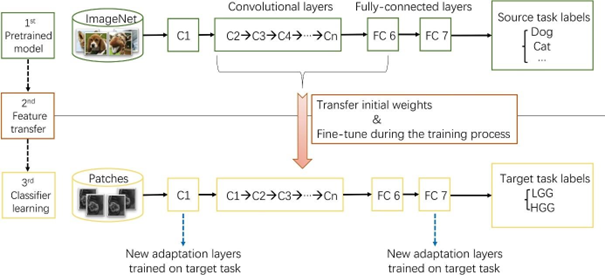 1st
Pretrained
model
ImageNet
C1
Convolutional layers
C2→C3→C4→···→Cn
Fully-connected layers
FC 6
FC 7
Source task labels
Dog
Cat
...
2nd
Feature
transfer
Transfer initial weights
&
Fine-tune during the training process
3rd
Classifier
learning
Patches
C1
C1→C2→C3→···→Cn
FC 6
FC 7
Target task labels
LGG
HGG
New adaptation layers
trained on target task
New adaptation layers
trained on target task